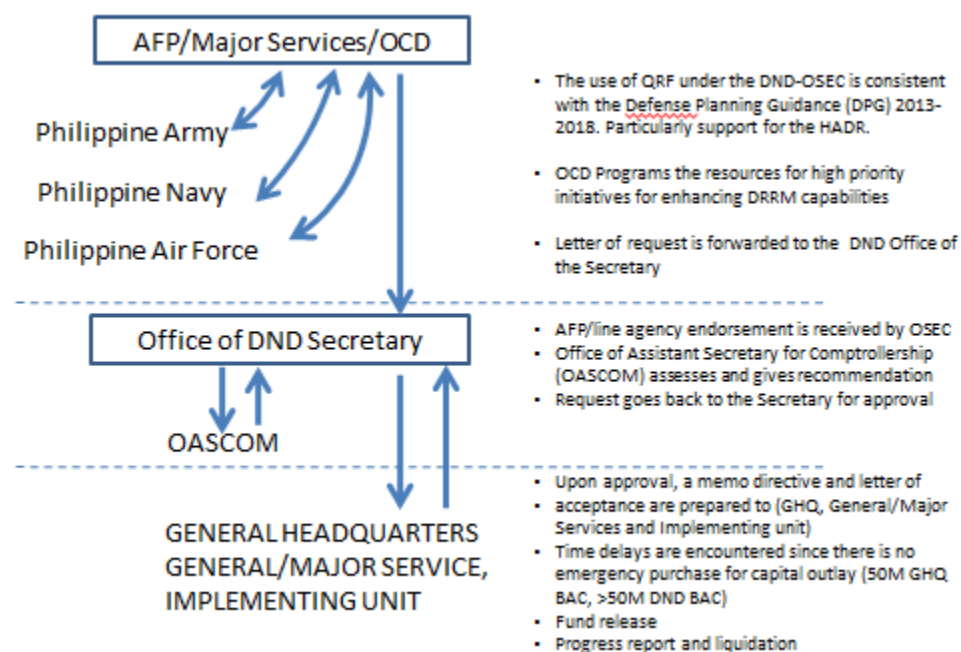 AFP/Major Services/OCD
Philippine Army
Philippine Navy
Philippine Air Force
▪ The use of QRF under the DND-OSEC is consistent
with the Defense Planning Guidance (DPG) 2013-
2018. Particularly support for the HADR.
▪ OCD Programs the resources for high priority
initiatives for enhancing DRRM capabilities
▪ Letter of request is forwarded to the DND Office of
the Secretary
Office of DND Secretary
OASCOM
▪ AFP/line agency endorsement is received by OSEC
▪ Office of Assistant Secretary for Comptrollership
(OASCOM) assesses and gives recommendation
▪ Request goes back to the Secretary for approval
GENERAL HEADQUARTERS
GENERAL/MAJOR SERVICE,
IMPLEMENTING UNIT
▪ Upon approval, a memo directive and letter of
▪ acceptance are prepared to (GHQ, General/Major
Services and Implementing unit)
▪ Time delays are encountered since there is no
emergency purchase for capital outlay (50M GHQ
BAC, >50M DND BAC)
▪ Fund release
▪ Progress report and liquidation